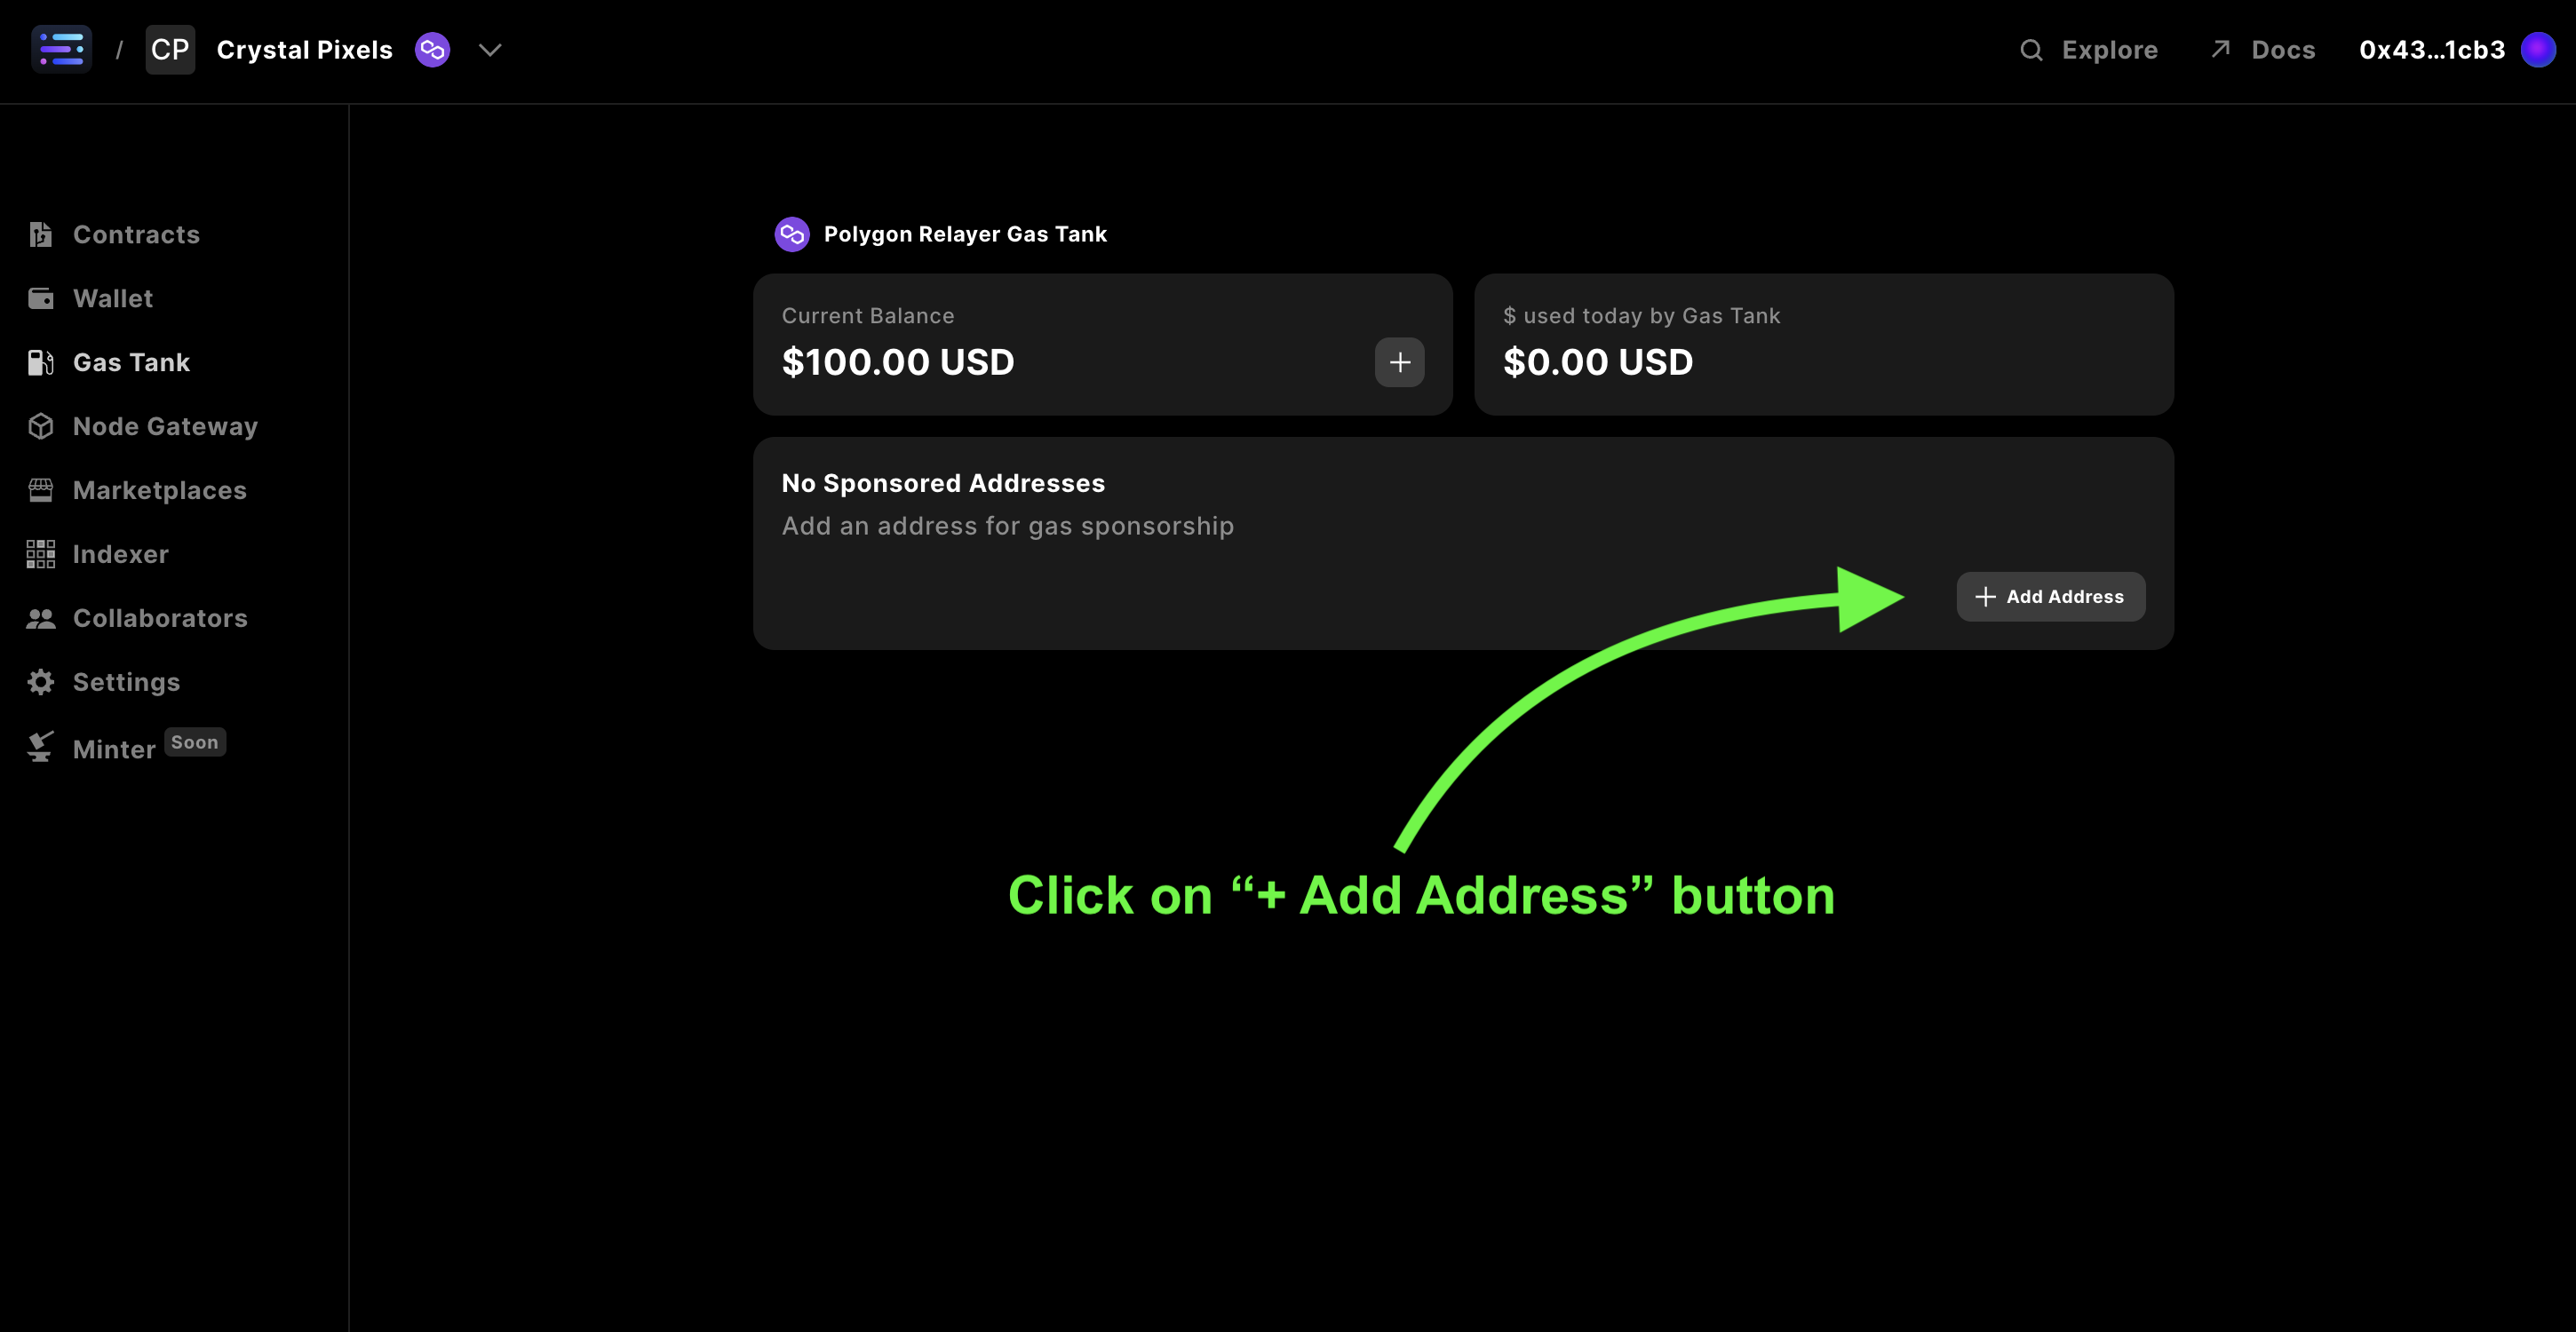 / CP Crystal Pixels
Explore
Docs
0x43...1cb3
Contracts
Wallet
Gas Tank
Node Gateway
Marketplaces
Indexer
Collaborators
Settings
Minter Soon
Polygon Relayer Gas Tank
Current Balance
$100.00 USD
+
$ used today by Gas Tank
$0.00 USD
No Sponsored Addresses
Add an address for gas sponsorship
+ Add Address
Click on “+ Add Address” button